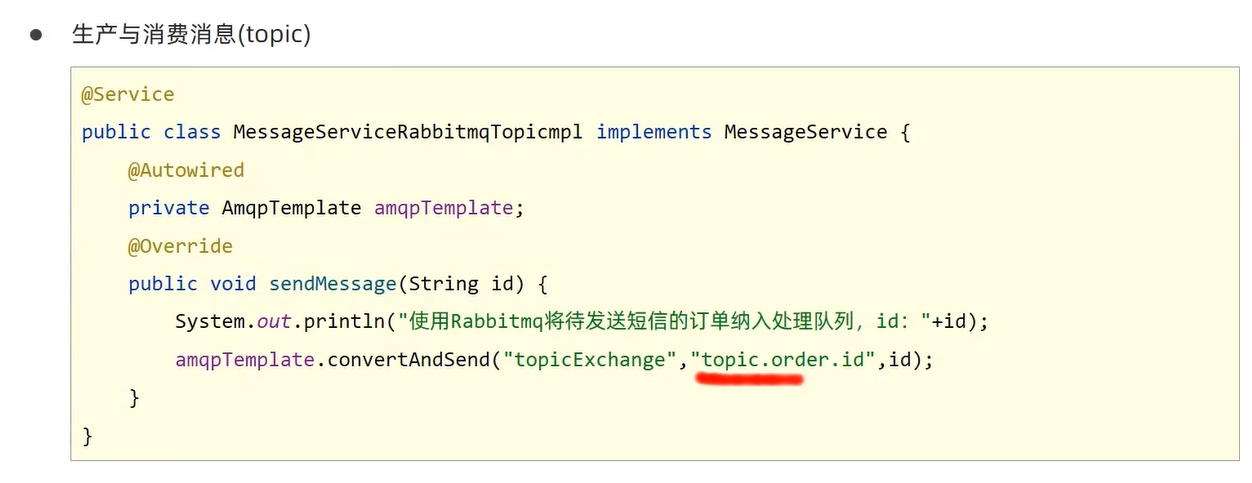 ● 生产与消费消息(topic)
@Service
public class MessageServiceRabbitmqTopicmpl implements MessageService {
@Autowired
private AmqpTemplate amqpTemplate;
@Override
public void sendMessage(String id) {
System.out.println("使用Rabbitmq将待发送短信的订单纳入处理队列，id："+id);
amqpTemplate.convertAndSend("topicExchange","topic.order.id",id);
}
}